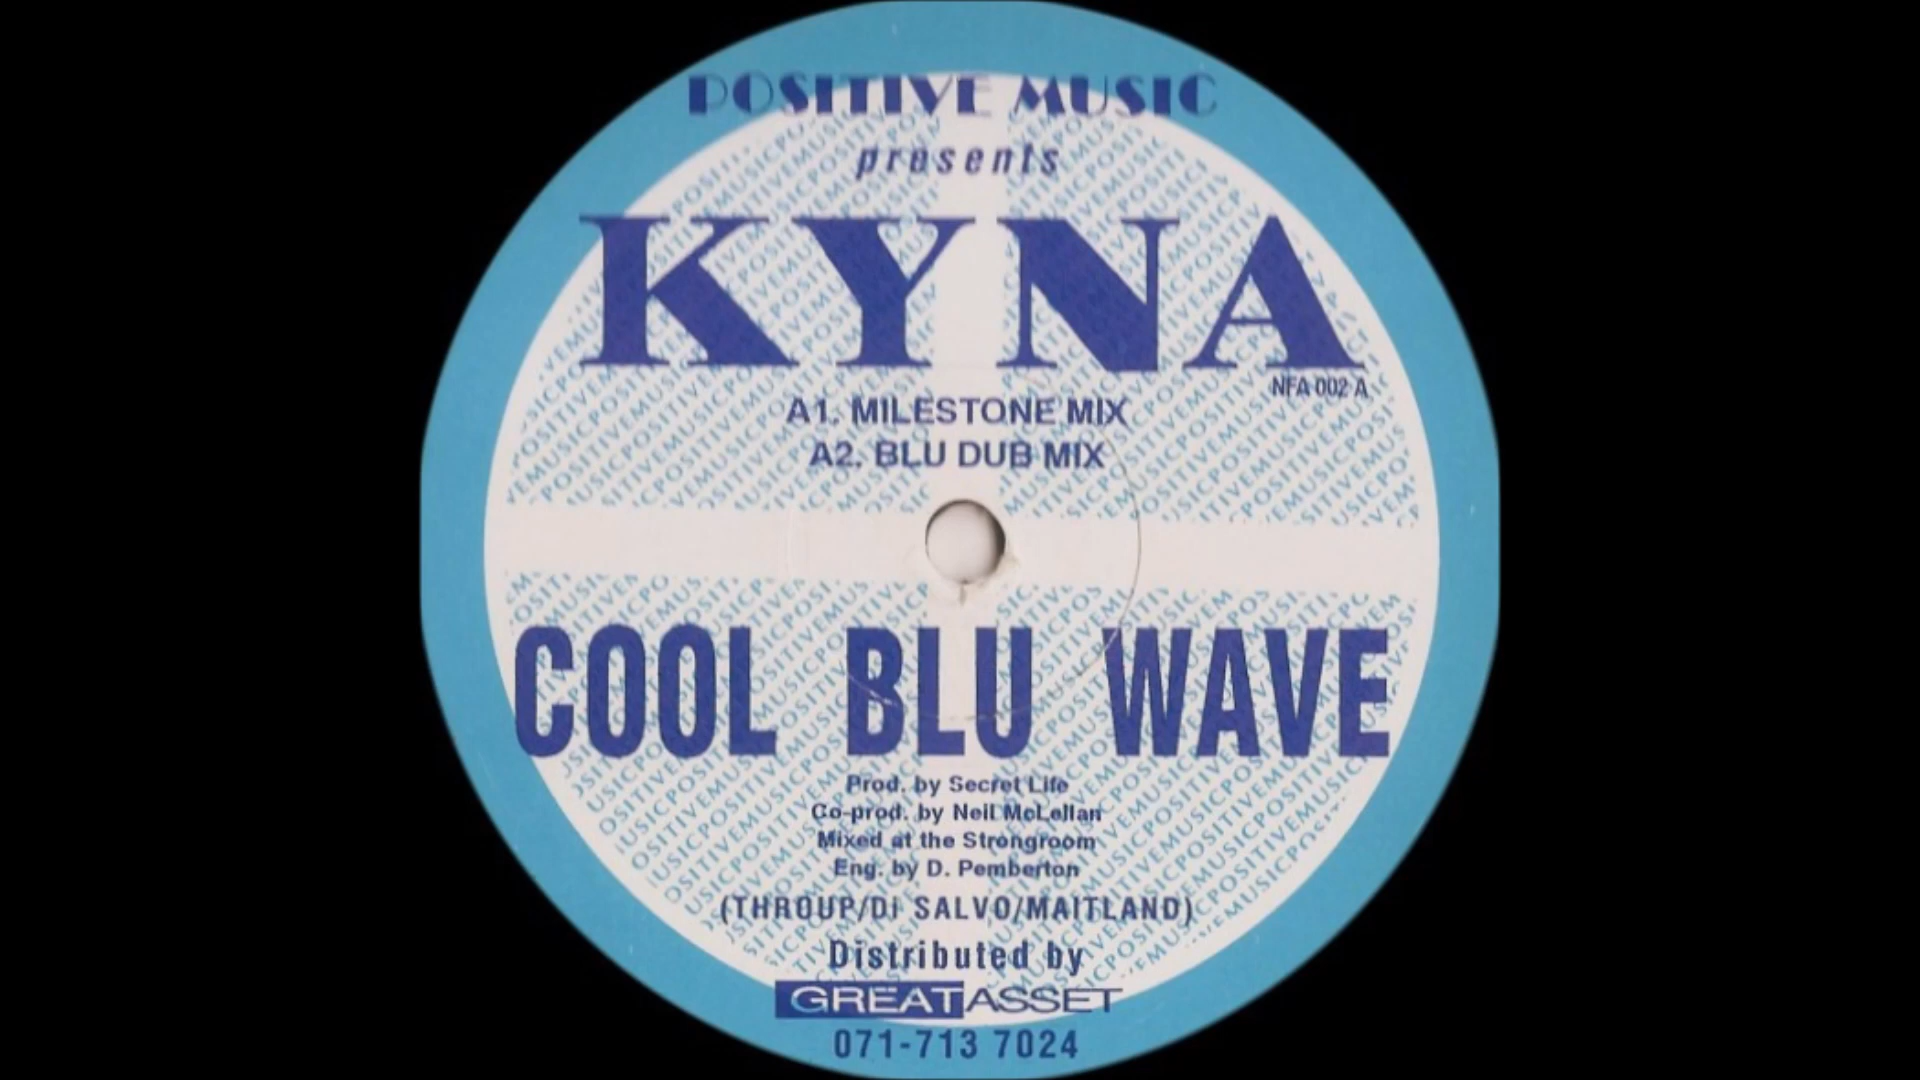 POSITIVE MUSIC
presents
KYNA
NFA 002 A
A1. MILESTONE MIX
A2. BLU DUB MIX
COOL BLU WAVE
Prod. by Secret Life
Co-prod. by Neil McLellan
Mixed at the Strongroom
Eng. by D. Pemberton
(THROUP/Di SALVO/MAITLAND)
Distributed by
GREAT ASSET
071-713 7024